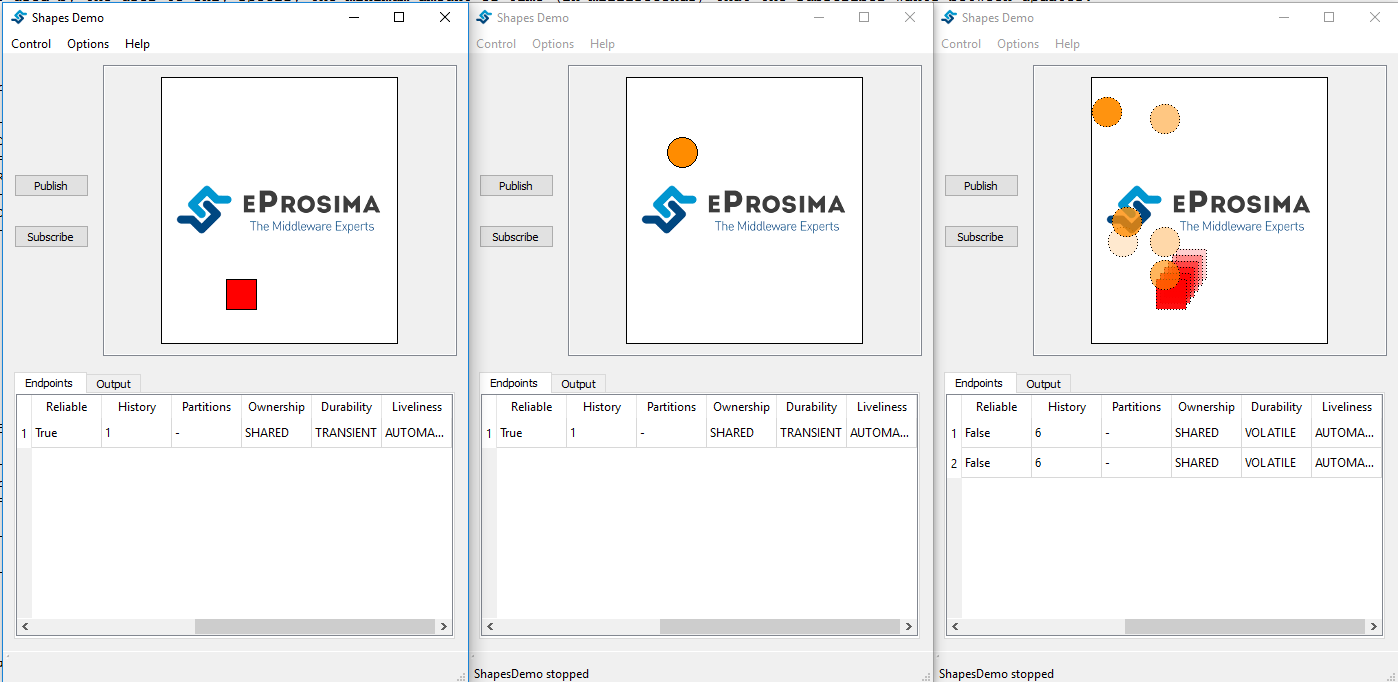 Shapes Demo
Control Options Help
Publish
Subscribe
ePROSIMA
The Middleware Experts
Endpoints Output
Reliable History Partitions Ownership Durability Liveliness
1 True 1 - SHARED TRANSIENT AUTOMA...
Shapes Demo
Control Options Help
Publish
Subscribe
ePROSIMA
The Middleware Experts
Endpoints Output
Reliable History Partitions Ownership Durability Liveliness
1 True 1 - SHARED TRANSIENT AUTOMA...
ShapesDemo stopped
Shapes Demo
Control Options Help
Publish
Subscribe
ePROSIMA
The Middleware Experts
Endpoints Output
Reliable History Partitions Ownership Durability Liveliness
1 False 6 - SHARED VOLATILE AUTOMA...
2 False 6 - SHARED VOLATILE AUTOMA...
ShapesDemo stopped